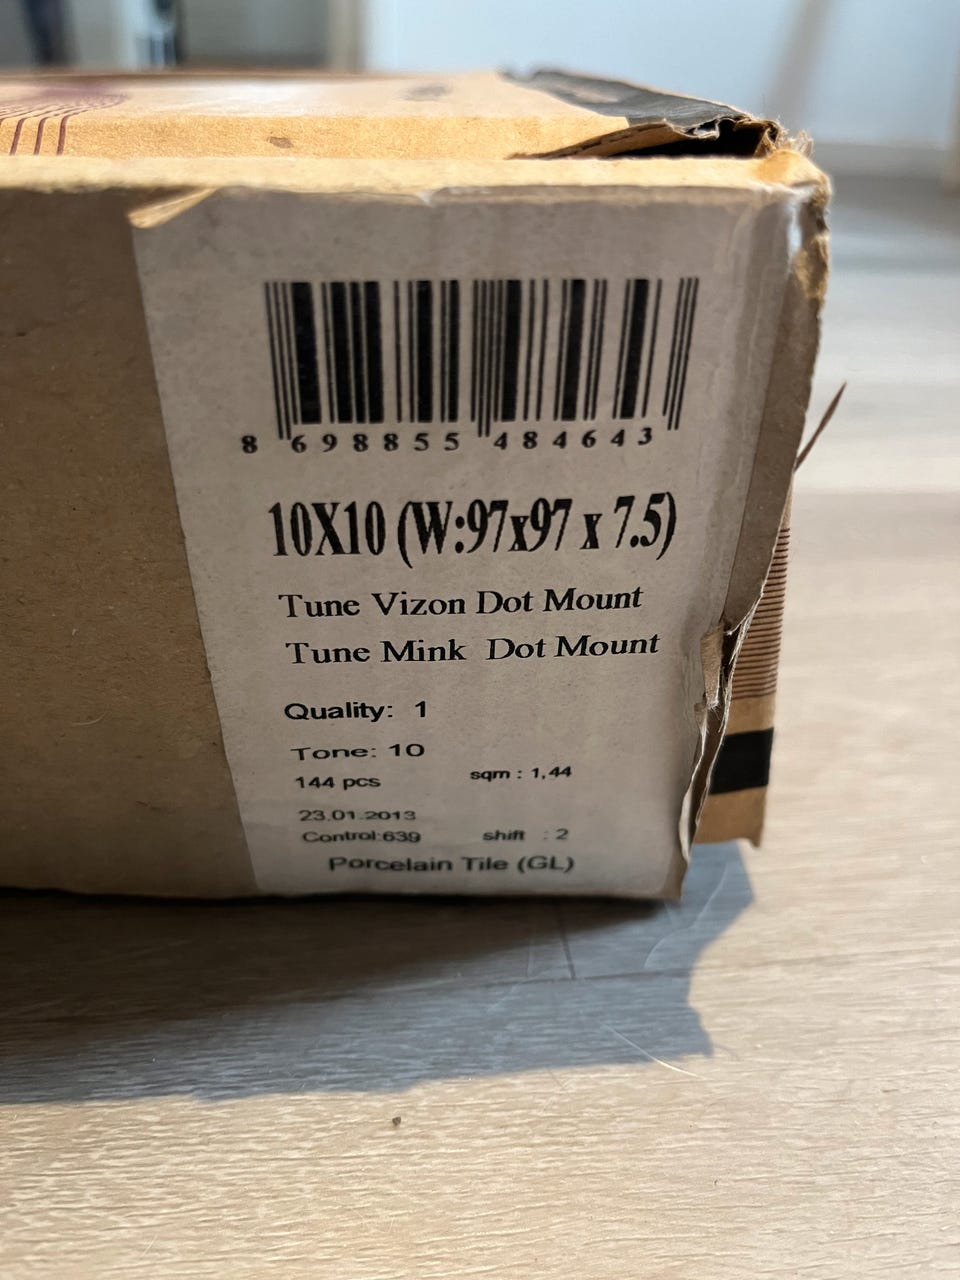 8 698855 484643
10X10 (W:97x97 x 7.5)
Tune Vizon Dot Mount
Tune Mink Dot Mount
Quality: 1
Tone: 10
144 pcs sqm : 1,44
23.01.2013
Control:639 shift : 2
Porcelain Tile (GL)